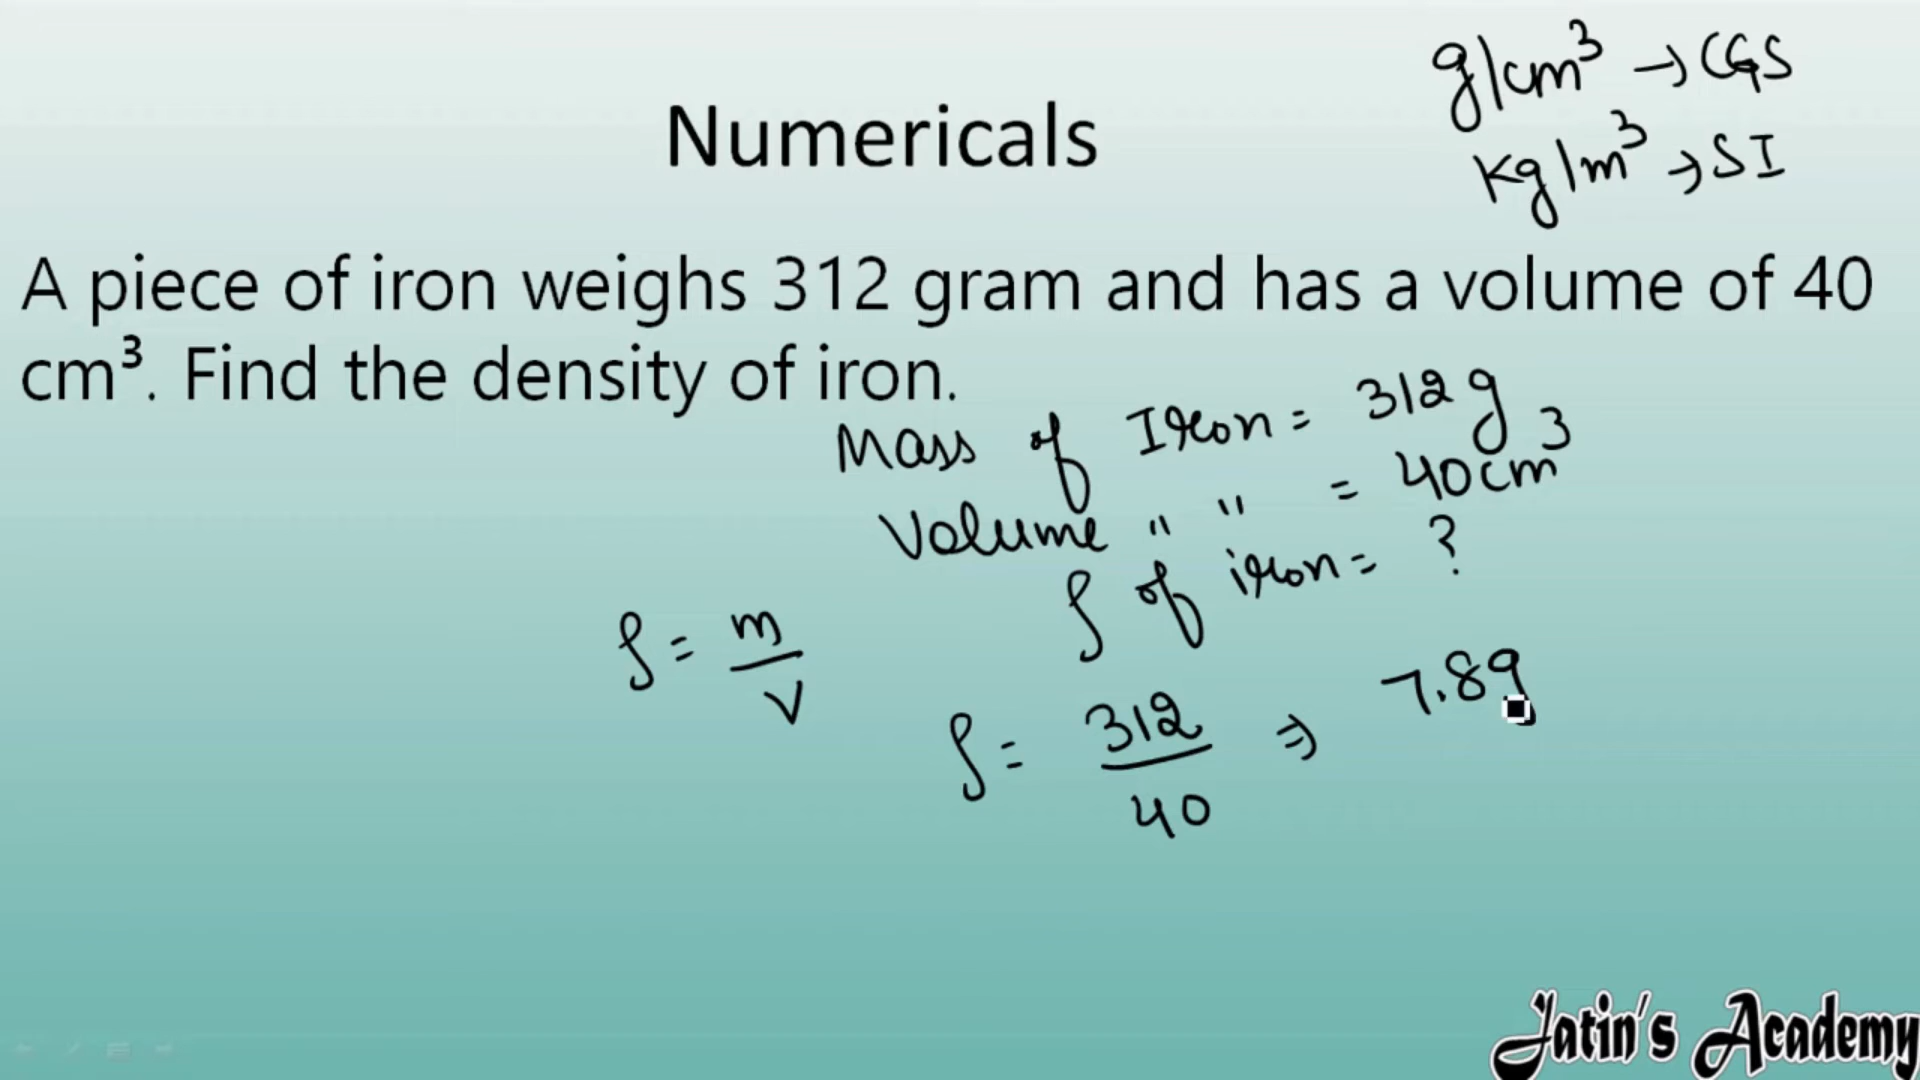 g/cm³ → CGS
Kg/m³ → SI
Numericals
A piece of iron weighs 312 gram and has a volume of 40
cm³. Find the density of iron.
Mass of Iron = 312g
Volume " " = 40cm³
ρ of iron = ?
ρ = m/V
ρ = 312/40 ⇒ 7.8g
Jatin's Academy